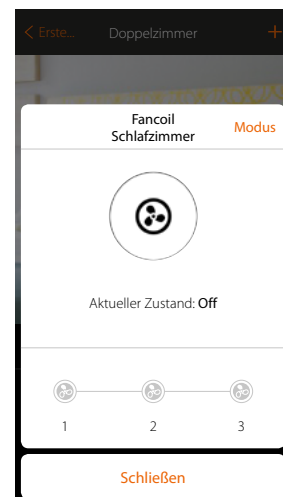 Erste... Doppelzimmer +
Fancoil
Schlafzimmer
Modus
Aktueller Zustand: Off
1 2 3
Schließen